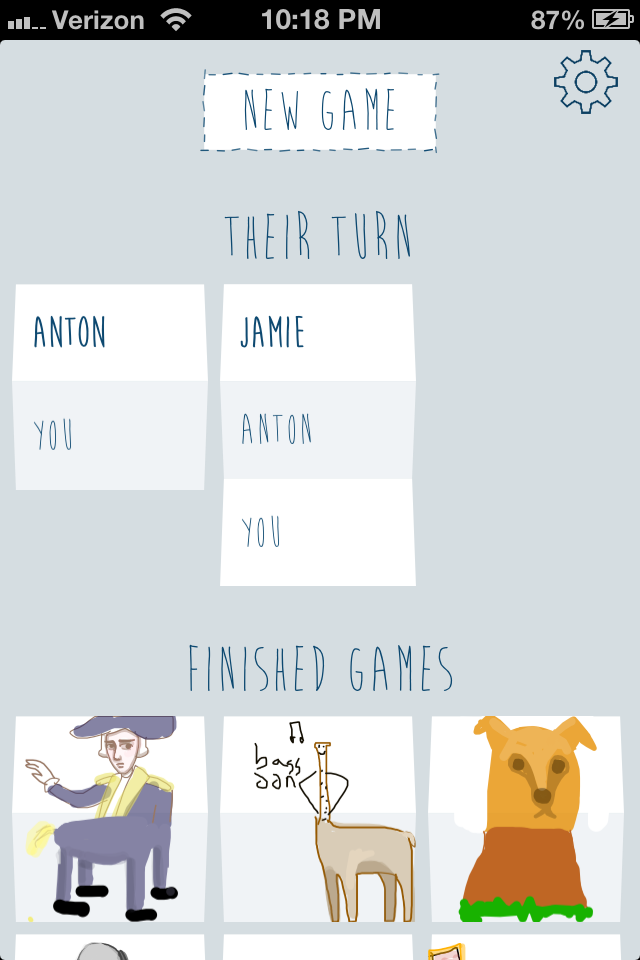 Verizon 10:18 PM 87%
NEW GAME
THEIR TURN
ANTON
YOU
JAMIE
ANTON
YOU
FINISHED GAMES